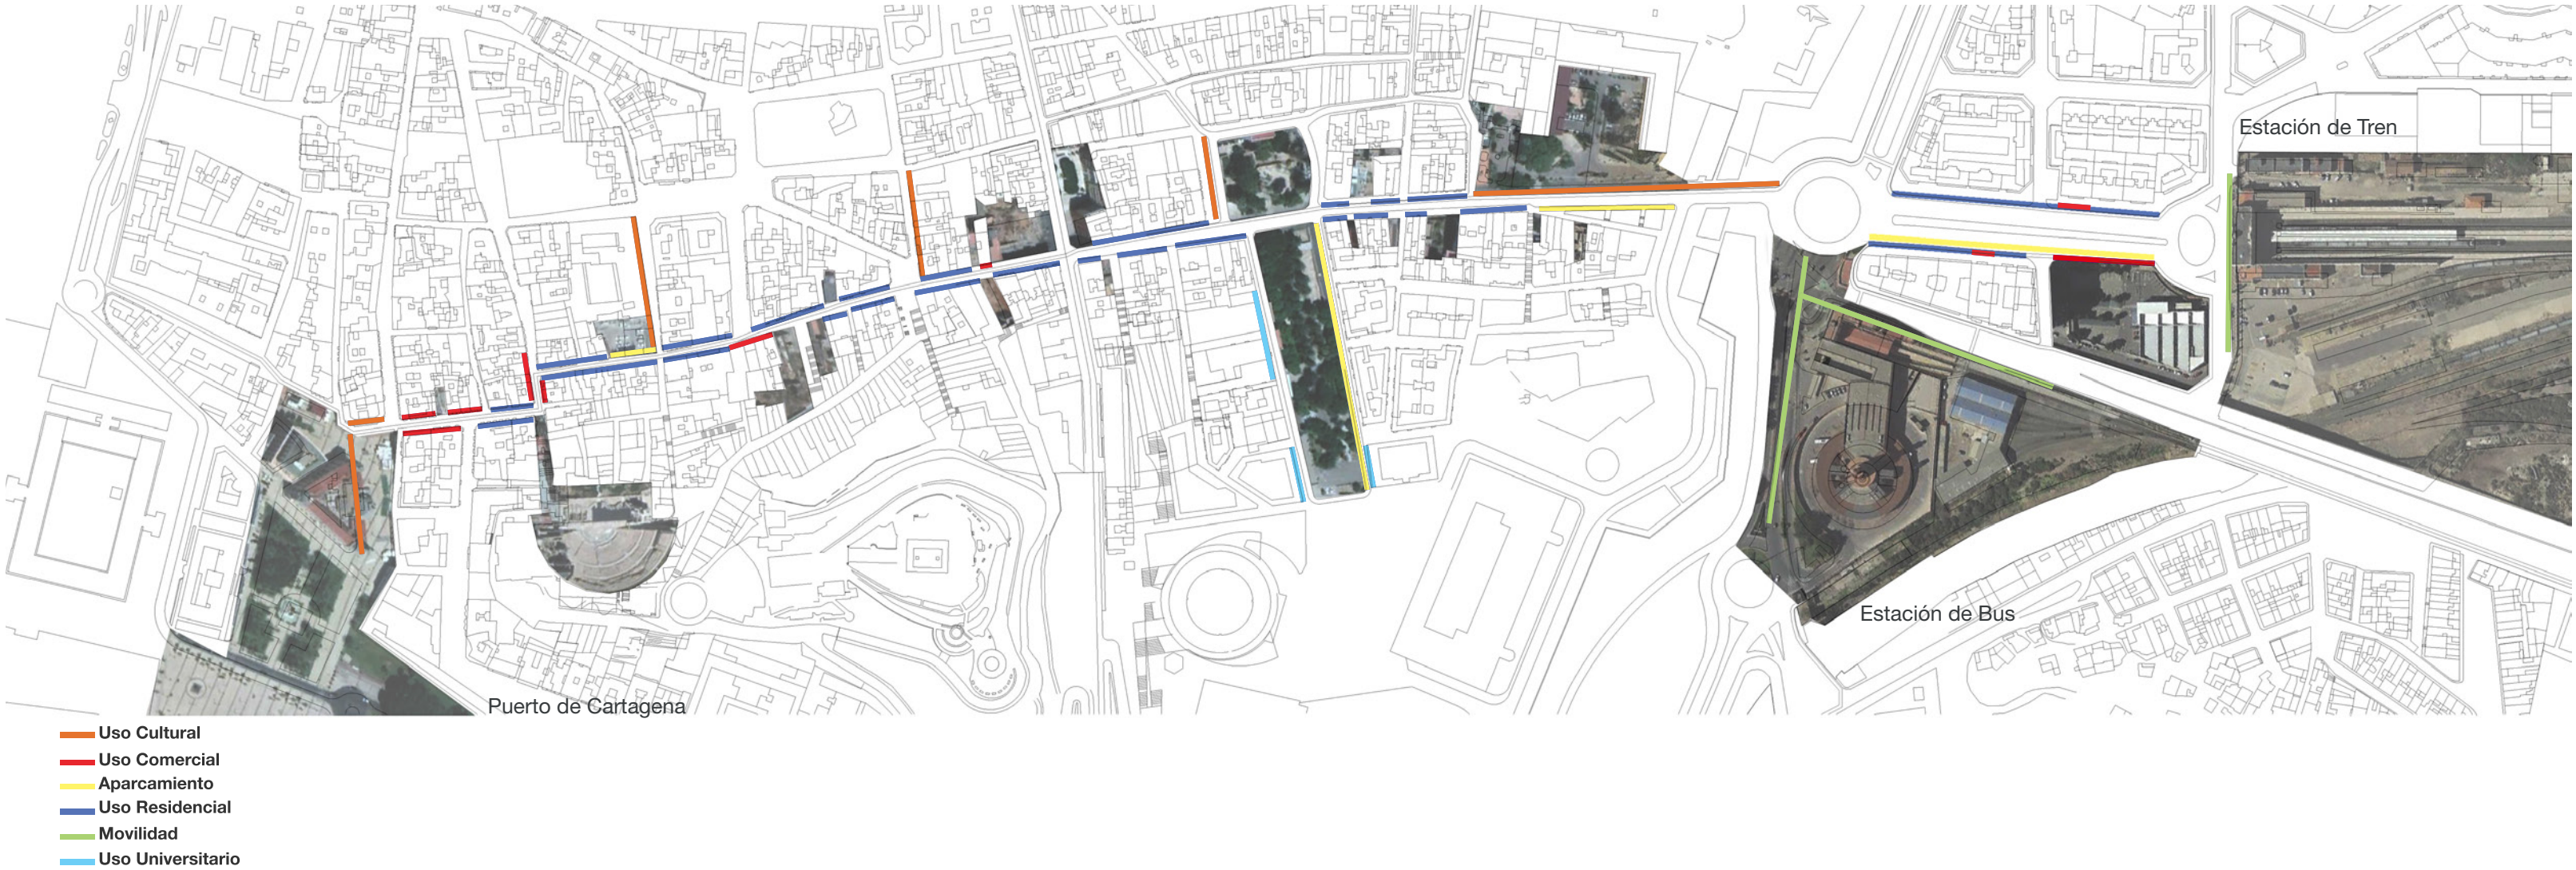 Estación de Tren
Estación de Bus
Puerto de Cartagena
Uso Cultural
Uso Comercial
Aparcamiento
Uso Residencial
Movilidad
Uso Universitario